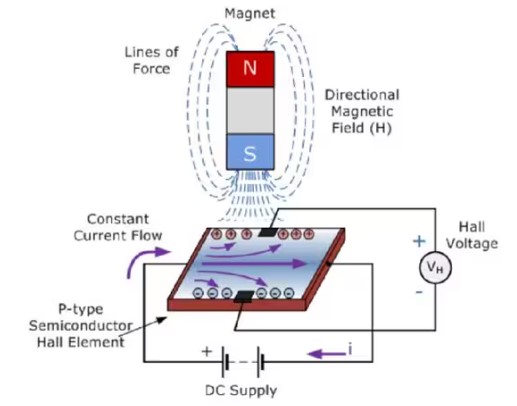 Magnet
Lines of
Force
N
Directional
Magnetic
Field (H)
S
Constant
Current Flow
Hall
Voltage
+
VH
-
P-type
Semiconductor
Hall Element
+
i
DC Supply